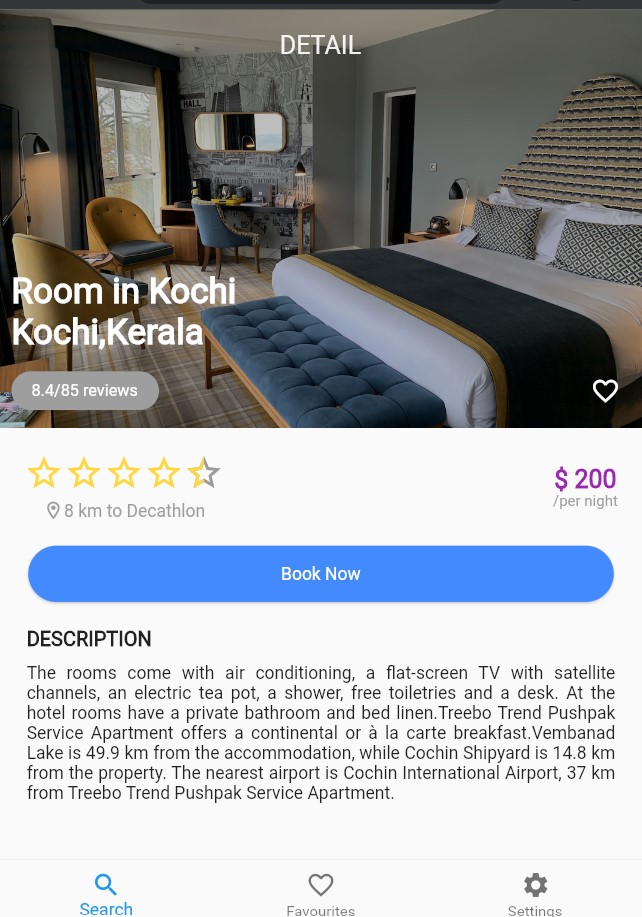 DETAIL
HALL
Room in Kochi
Kochi,Kerala
8.4/85 reviews
$ 200
8 km to Decathlon
/per night
Book Now
DESCRIPTION
The rooms come with air conditioning, a flat-screen TV with satellite
channels, an electric tea pot, a shower, free toiletries and a desk. At the
hotel rooms have a private bathroom and bed linen.Treebo Trend Pushpak
Service Apartment offers a continental or à la carte breakfast.Vembanad
Lake is 49.9 km from the accommodation, while Cochin Shipyard is 14.8 km
from the property. The nearest airport is Cochin International Airport, 37 km
from Treebo Trend Pushpak Service Apartment.
Search
Favourites
Settings